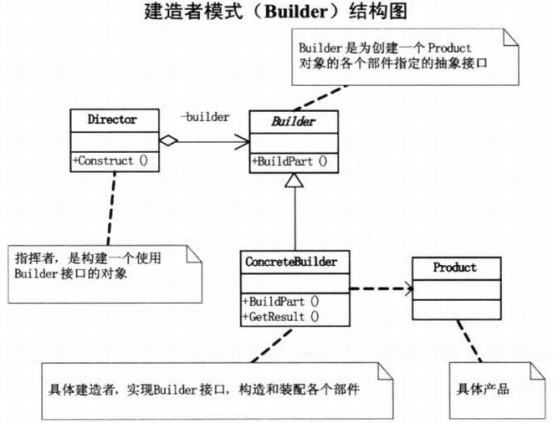 建造者模式（Builder）结构图
Builder是为创建一个Product
对象的各个部件指定的抽象接口
Director
-builder
Builder
+Construct ()
+BuildPart ()
指挥者，是构建一个使用
Builder接口的对象
ConcreteBuilder
Product
+BuildPart ()
+GetResult ()
具体建造者，实现Builder接口，构造和装配各个部件
具体产品